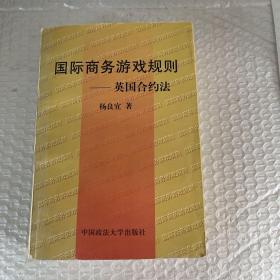 国际商务游戏规则
——英国合约法
杨良宜 著
中国政法大学出版社